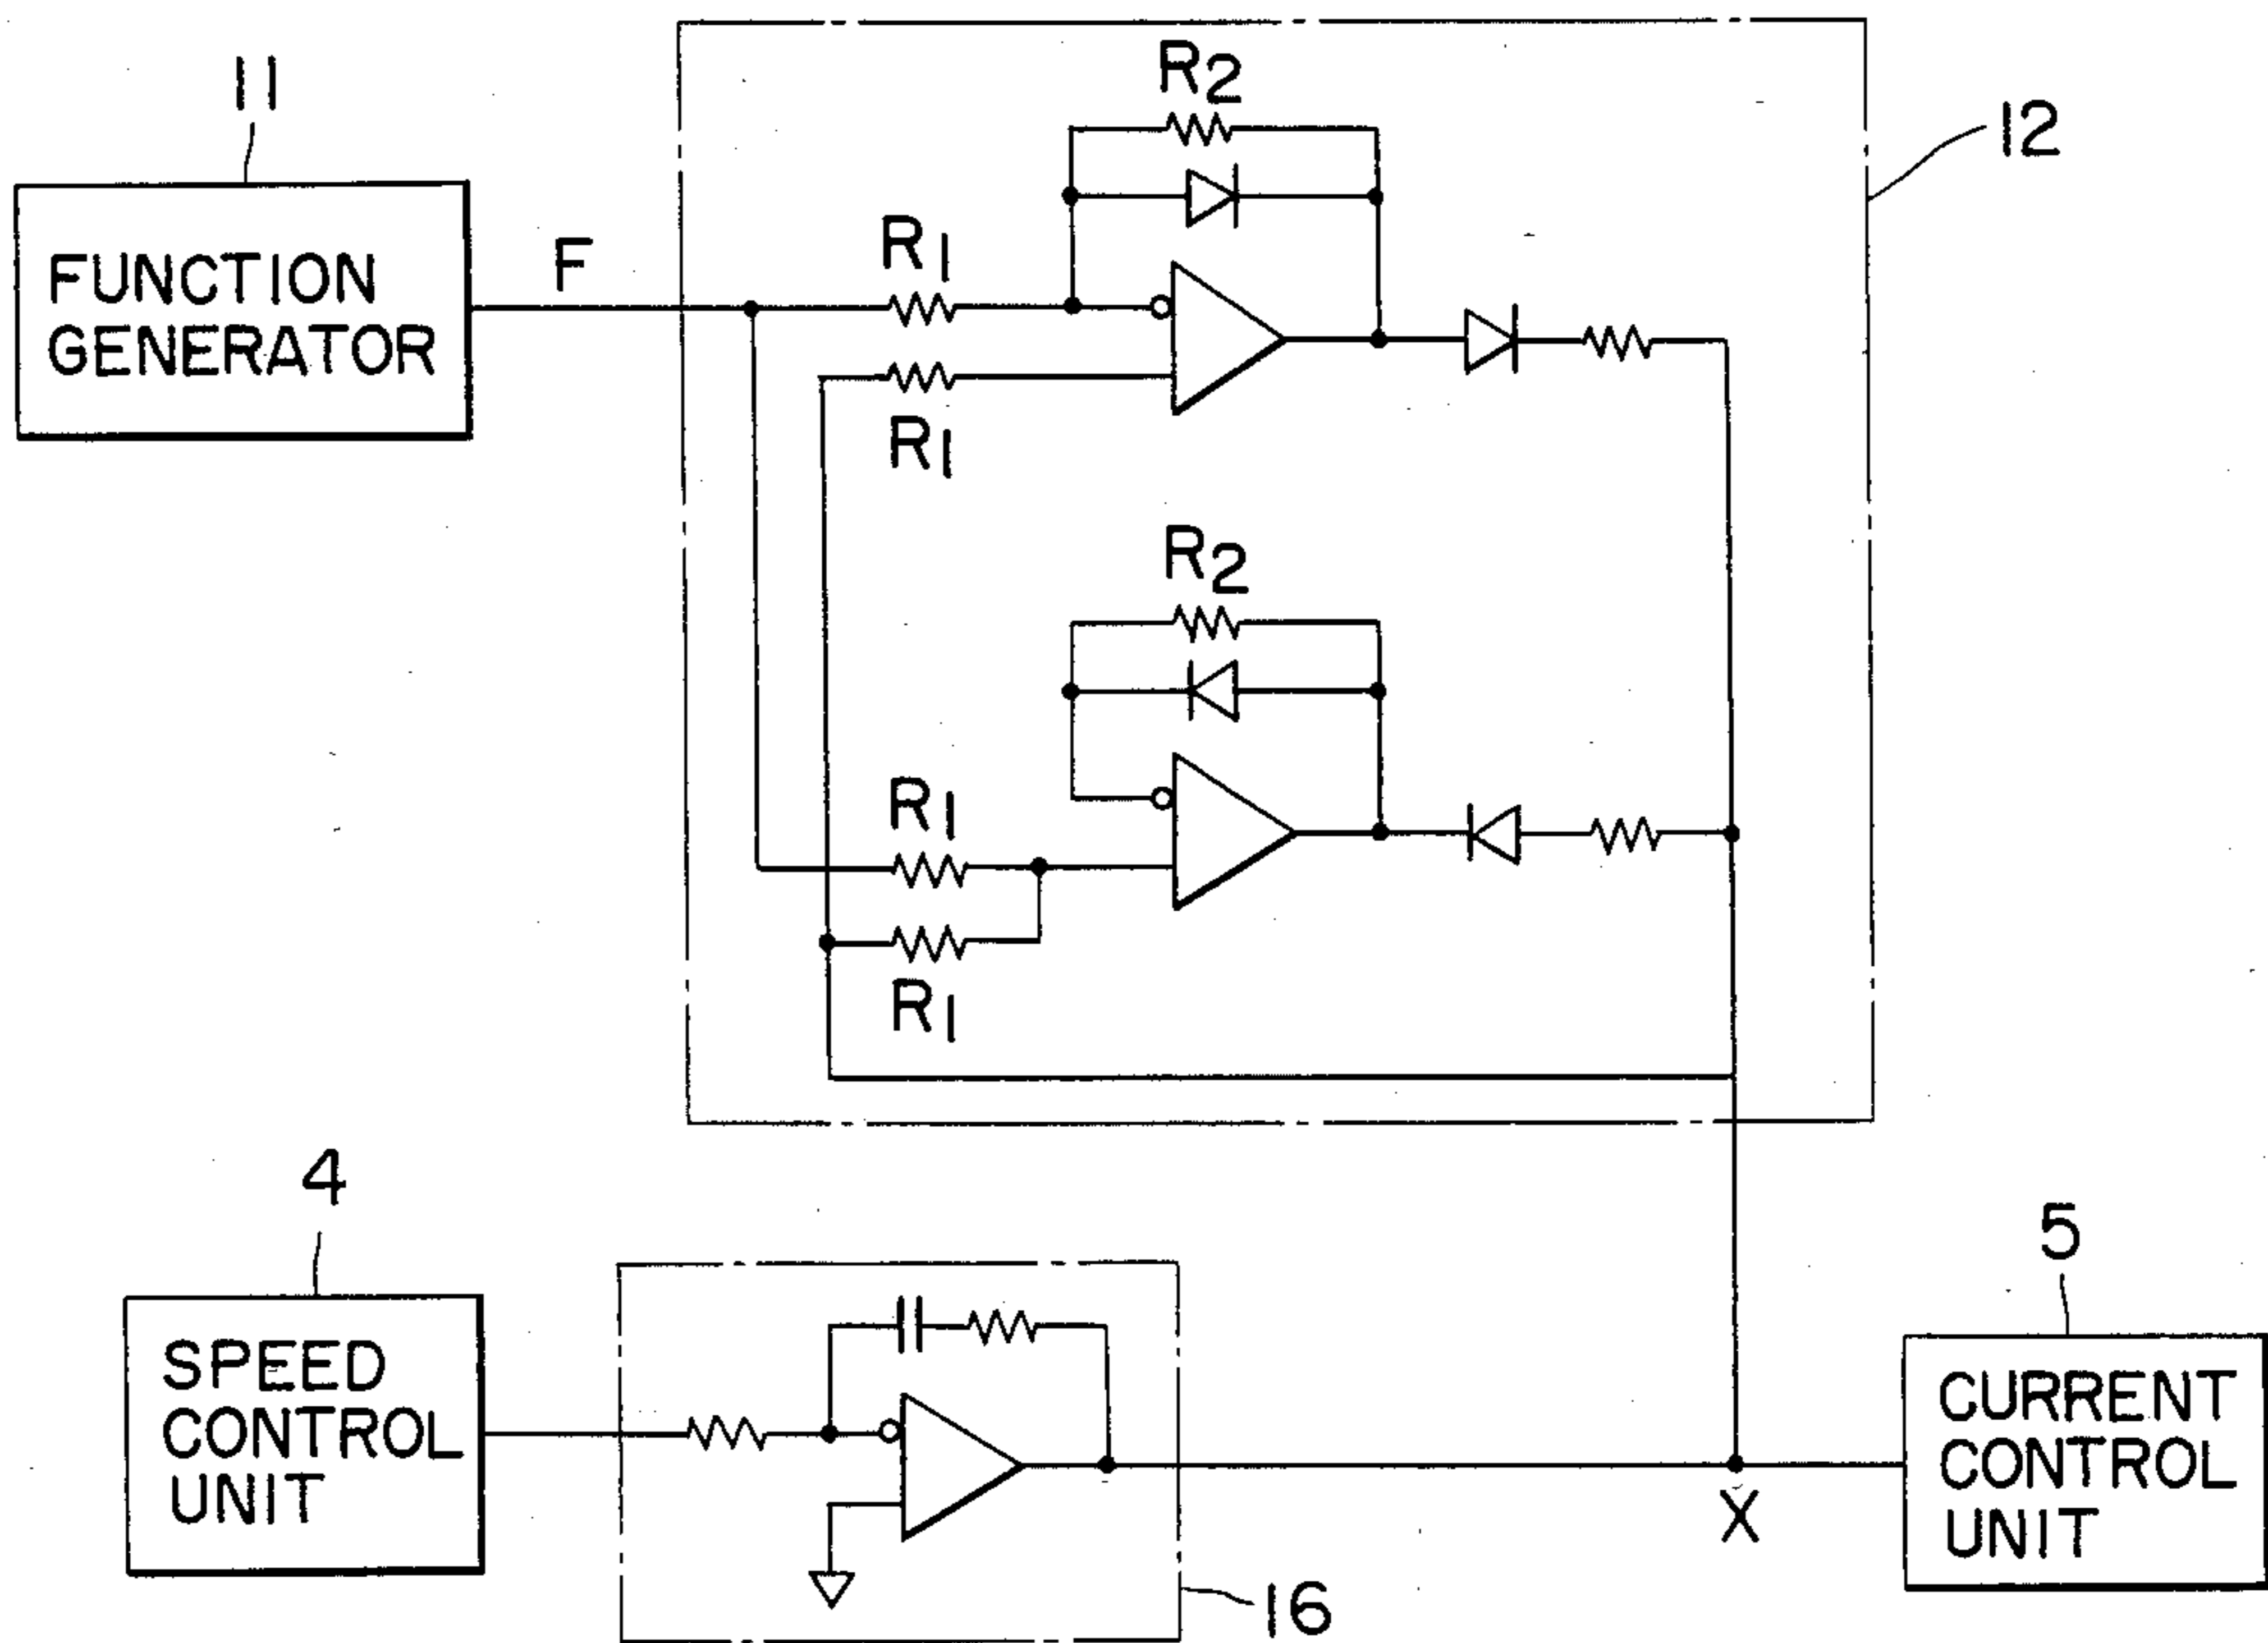 11
FUNCTION
GENERATOR
F
12
R2
R1
R1
R2
R1
R1
4
SPEED
CONTROL
UNIT
16
X
5
CURRENT
CONTROL
UNIT